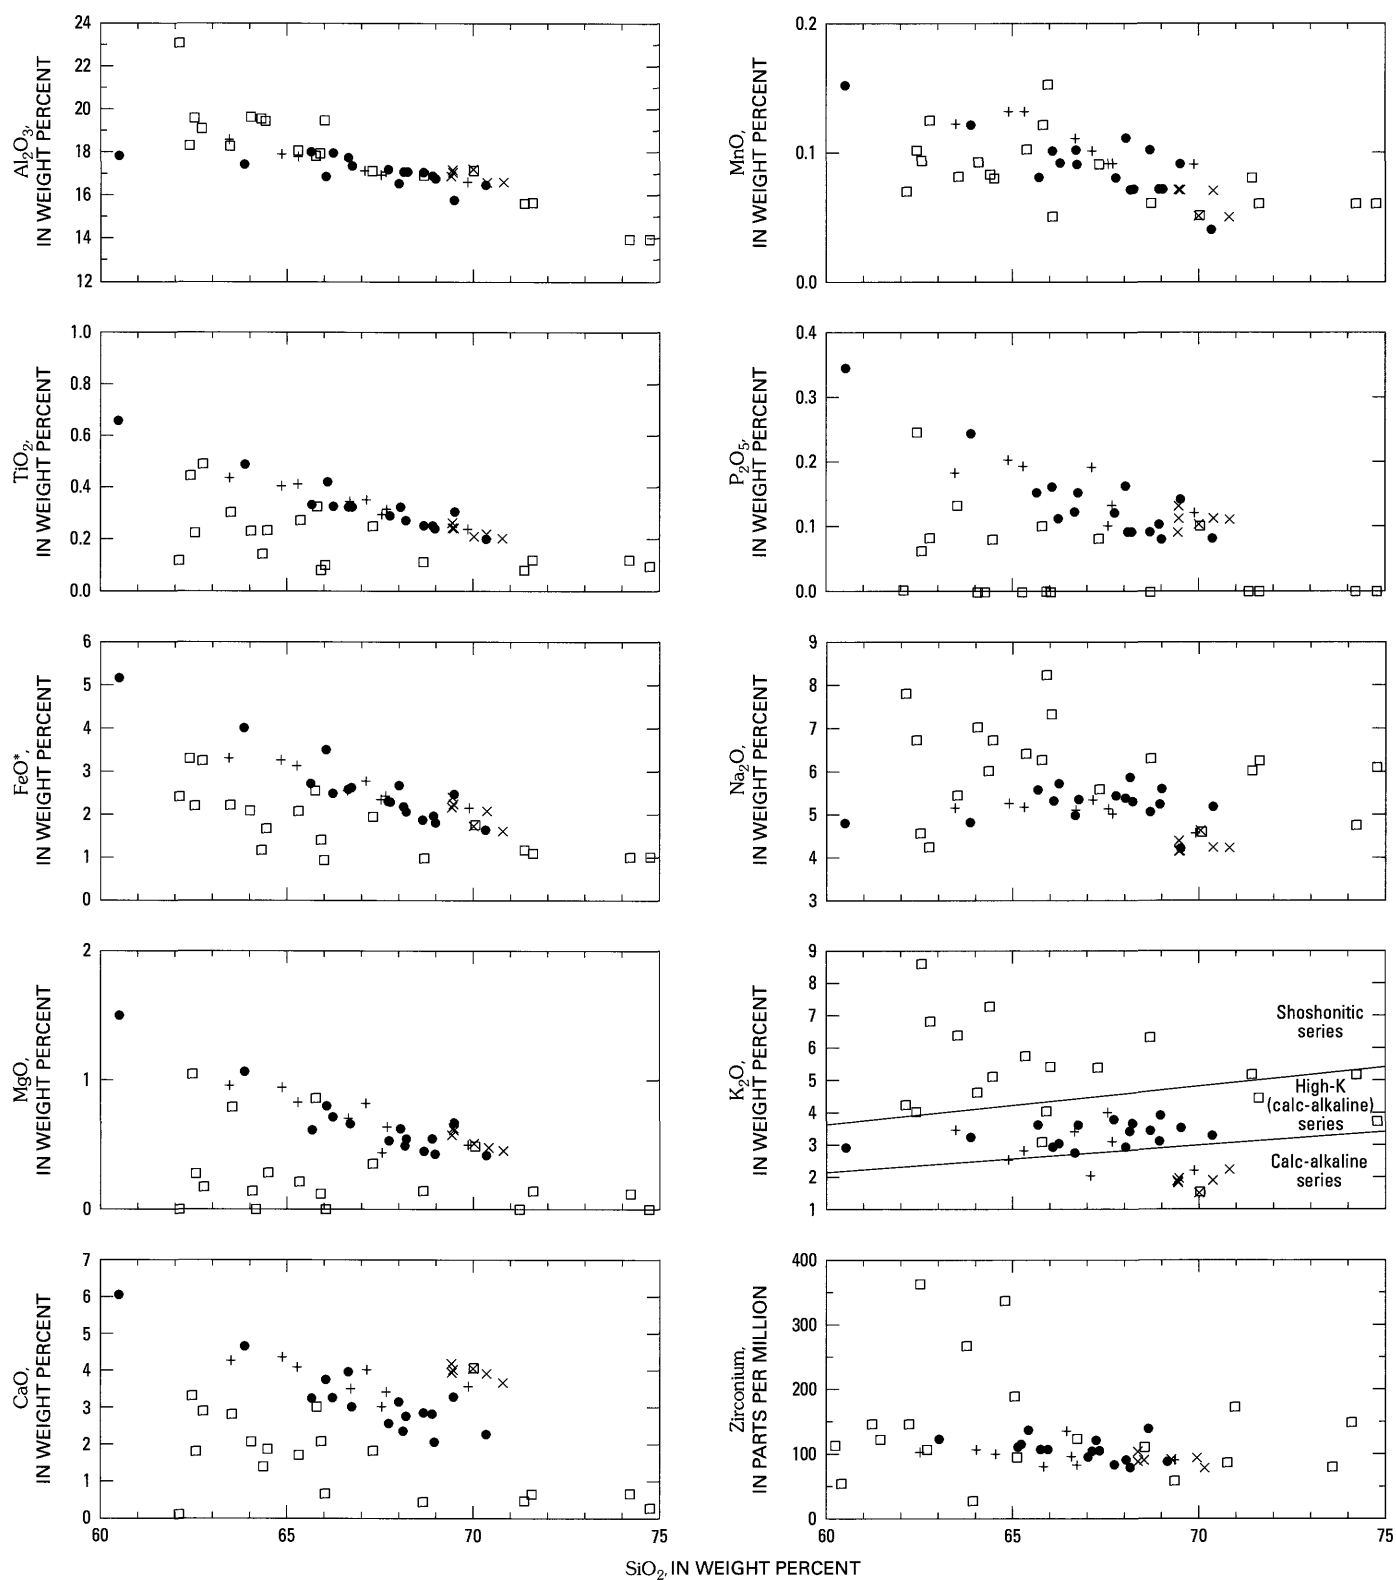 24
22
20
18
16
14
12
Al2O3,
IN WEIGHT PERCENT
0.2
0.1
0.0
MnO,
IN WEIGHT PERCENT
1.0
0.8
0.6
0.4
0.2
0.0
TiO2,
IN WEIGHT PERCENT
0.4
0.3
0.2
0.1
0.0
P2O5,
IN WEIGHT PERCENT
6
5
4
3
2
1
0
FeO*,
IN WEIGHT PERCENT
9
8
7
6
5
4
3
Na2O,
IN WEIGHT PERCENT
2
1
0
MgO,
IN WEIGHT PERCENT
9
8
7
6
5
4
3
2
1
K2O,
IN WEIGHT PERCENT
Shoshonitic
series
High-K
(calc-alkaline)
series
Calc-alkaline
series
7
6
5
4
3
2
1
0
CaO,
IN WEIGHT PERCENT
60 65 70 75
400
300
200
100
0
Zirconium,
IN PARTS PER MILLION
60 65 70 75
SiO2, IN WEIGHT PERCENT